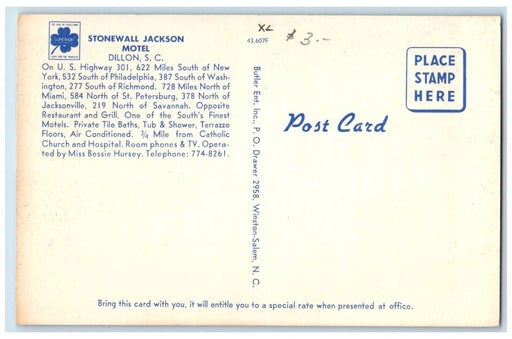 SUPERIOR
STONEWALL JACKSON
MOTEL
DILLON, S. C.
On U. S. Highway 301, 622 Miles South of New
York, 532 South of Philadelphia, 387 South of Wash-
ington, 277 South of Richmond. 728 Miles North of
Miami, 584 North of St. Petersburg, 378 North of
Jacksonville, 219 North of Savannah. Opposite
Restaurant and Grill. One of the South's Finest
Motels. Private Tile Baths, Tub & Shower, Terrazzo
Floors, Air Conditioned. ¾ Mile from Catholic
Church and Hospital. Room phones & TV. Opera-
ted by Miss Bessie Hursey. Telephone: 774-8261.
XL
43,607F
$3.-
Butler Ent. Inc., P. O. Drawer 2958, Winston-Salem, N. C.
Post Card
PLACE
STAMP
HERE
Bring this card with you, it will entitle you to a special rate when presented at office.